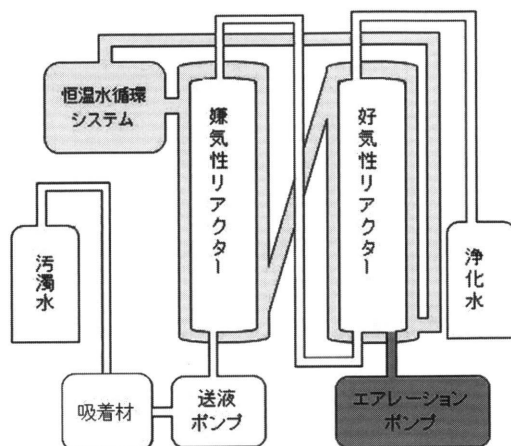 恒温水循環
システム
嫌気性リアクター
好気性リアクター
汚濁水
浄化水
吸着材
送液
ポンプ
エアレーション
ポンプ